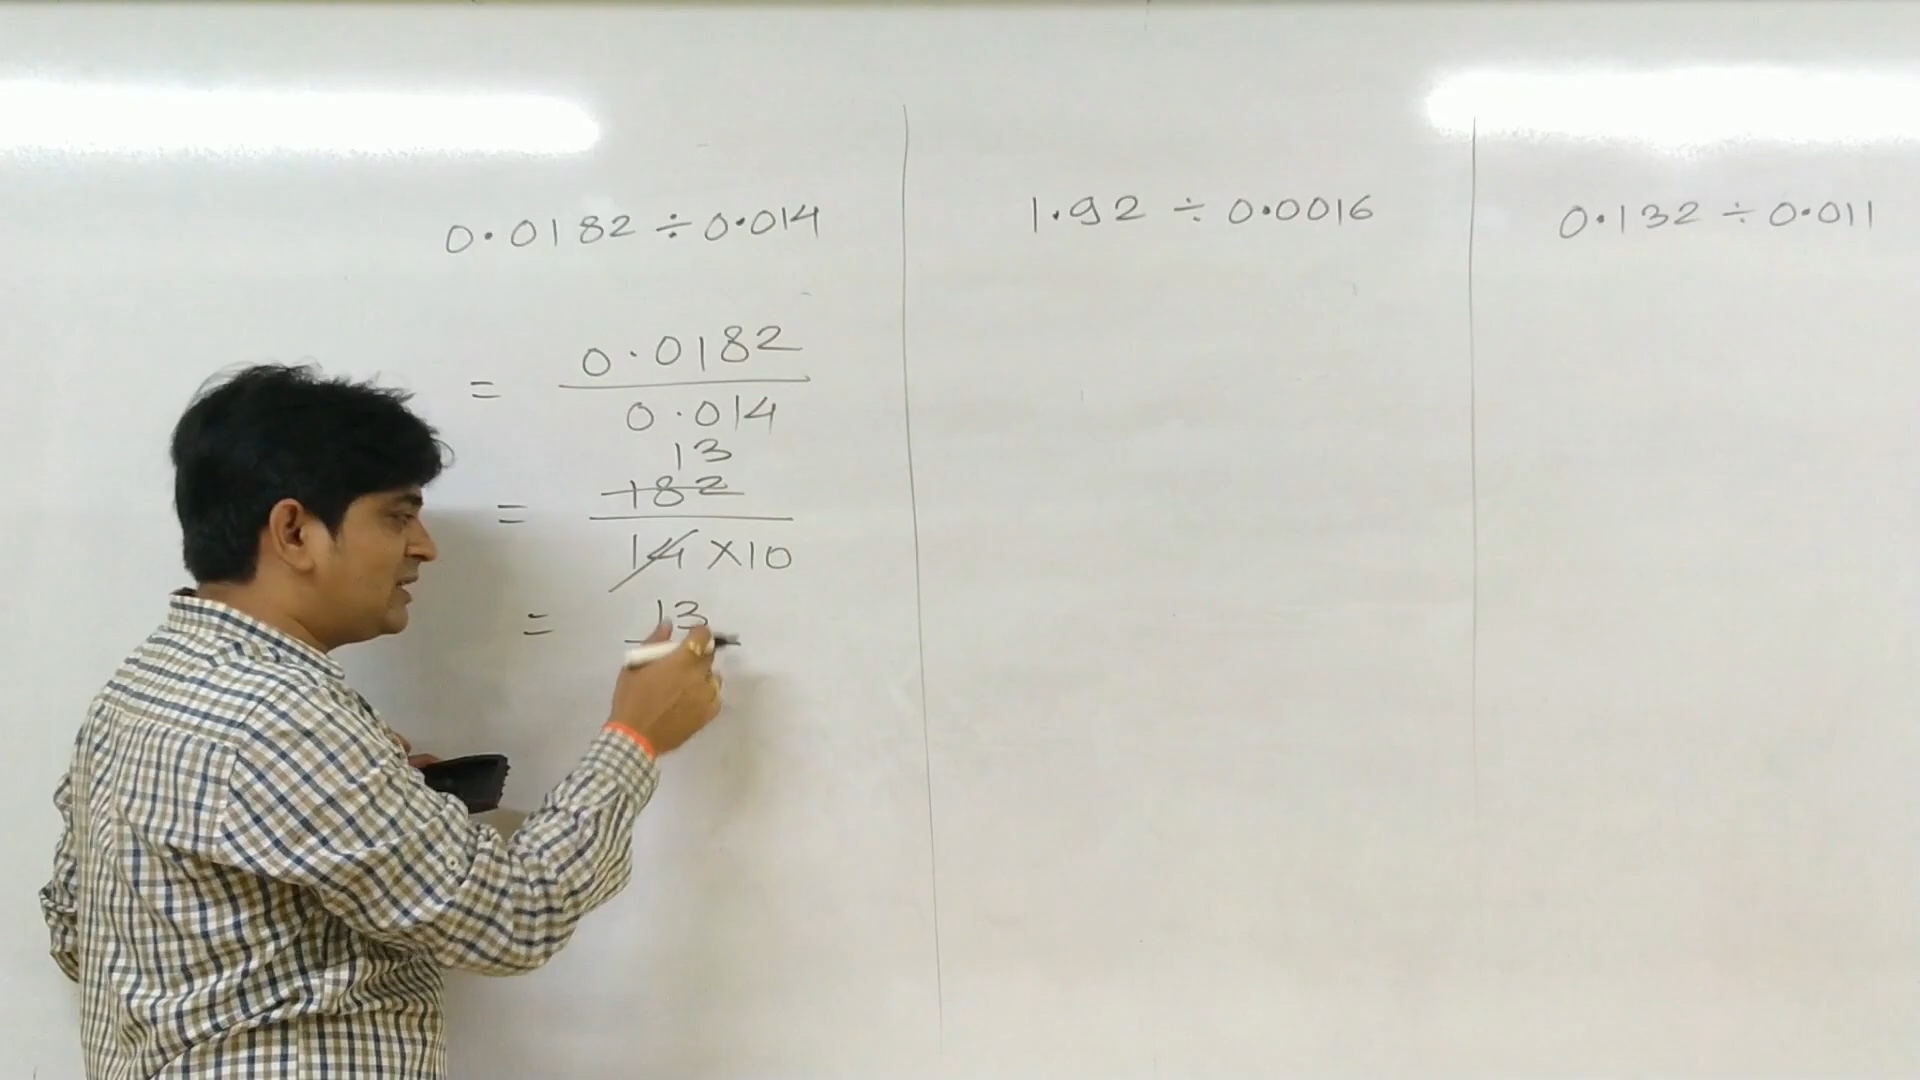 0.0182 ÷ 0.014
= 0.0182
0.014
13
= 182
14 ×10
= 13
1.92 ÷ 0.0016
0.132 ÷ 0.011